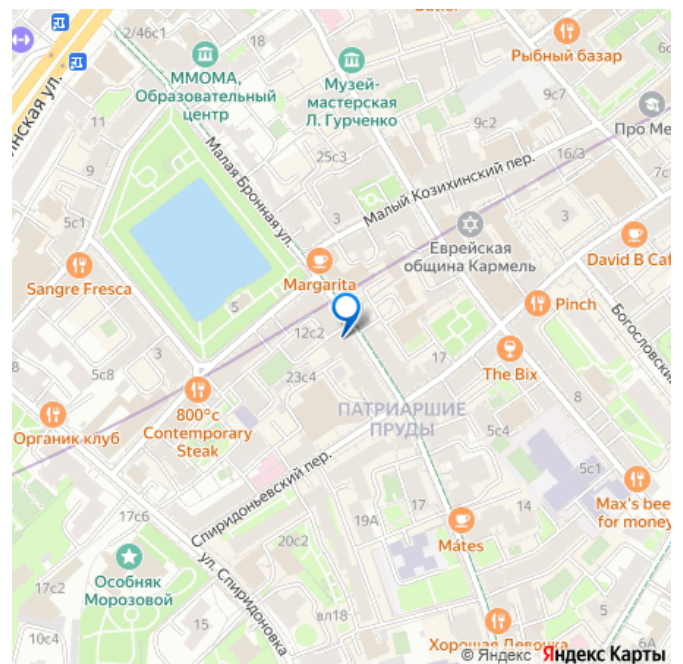 2/46с1
18
Рыбный базар
ММОМА,
Образовательный
центр
Музей-
мастерская
Л. Гурченко
9с7
9с2
Про Ме
11
25с3
16/3
9
Малая Бронная ул.
Малый Козихинский пер.
3
3
5с1
Еврейская
община Кармель
Sangre Fresca
Margarita
David B Caf
5
12с2
Pinch
Богословский
3
17
The Bix
5с8
23с4
800°с
Contemporary
Steak
8
ПАТРИАРШИЕ
ПРУДЫ
Органик клуб
5с4
5с1
Спиридоньевский пер.
Max's bee
for money
17с6
19А
17
14
20с2
Mátes
ул. Спиридоновка
Особняк
Морозовой
17с2
15
вл18
5
10с4
Хорошая Девочка
6А
© Яндекс Яндекс Карты